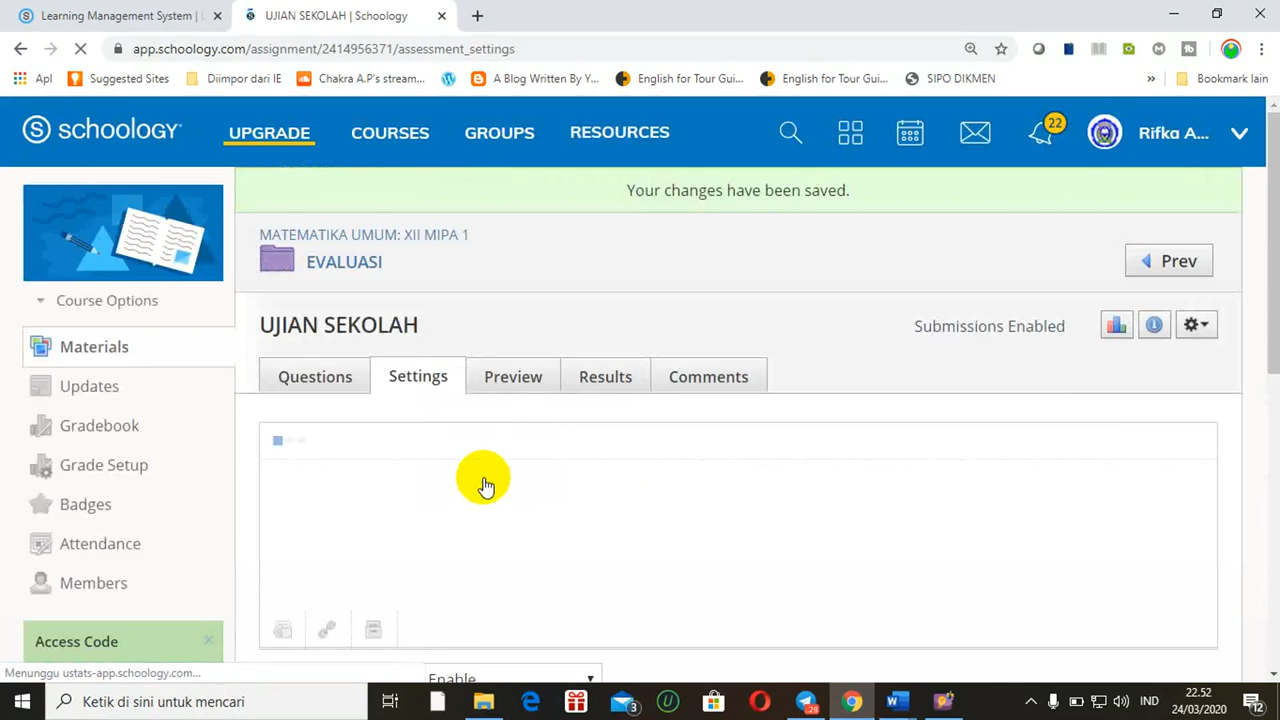 Learning Management System | L
UJIAN SEKOLAH | Schoology
app.schoology.com/assignment/2414956371/assessment_settings
Apl
Suggested Sites
Diimpor dari IE
Chakra A.P's stream...
A Blog Written By Y...
English for Tour Gui...
English for Tour Gui...
SIPO DIKMEN
»
Bookmark lain
S schoology
UPGRADE
COURSES
GROUPS
RESOURCES
22
Rifka A...
Your changes have been saved.
MATEMATIKA UMUM: XII MIPA 1
EVALUASI
Prev
Course Options
UJIAN SEKOLAH
Submissions Enabled
Materials
Questions
Settings
Preview
Results
Comments
Updates
Gradebook
Grade Setup
Badges
Attendance
Members
Access Code
Menunggu ustats-app.schoology.com...
Enable
Ketik di sini untuk mencari
3
29
IND
22.52
24/03/2020
12